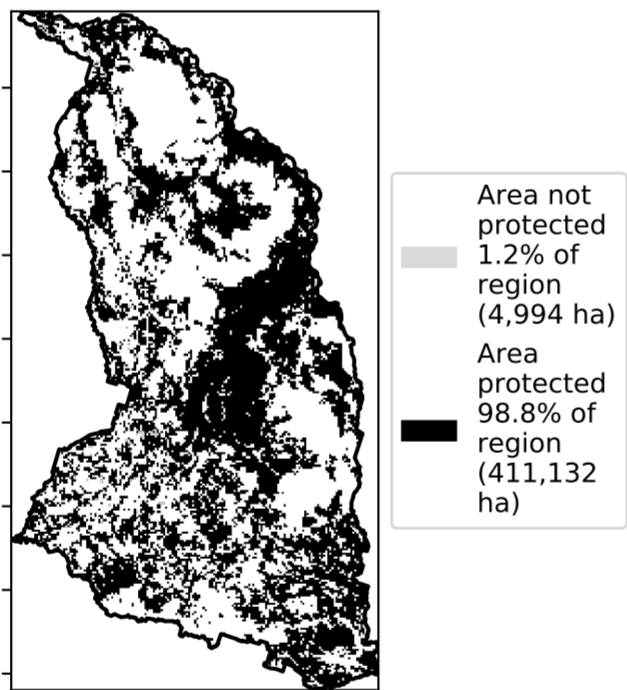 Area not
protected
1.2% of
region
(4,994 ha)
Area
protected
98.8% of
region
(411,132
ha)